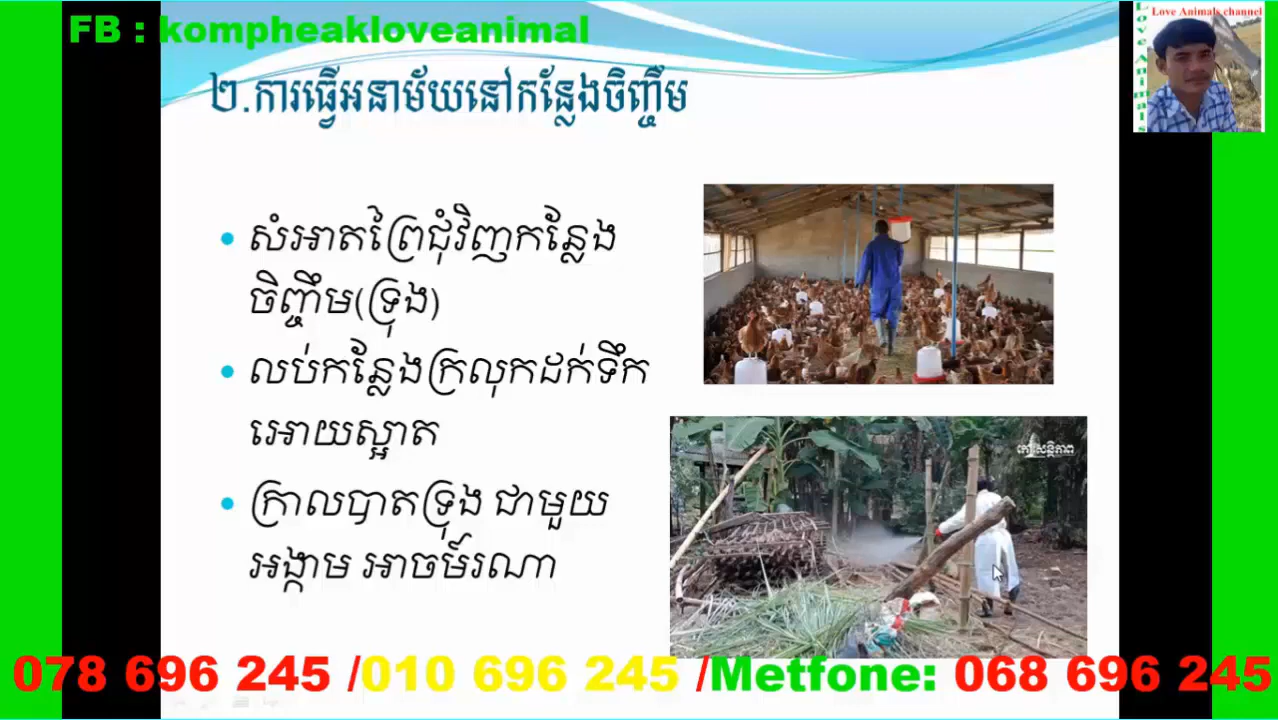 FB : kompheakloveanimal
Love Animals channel
Love Animals
២.ការធ្វើអនាម័យនៅកន្លែងចិញ្ចឹម
• សំអាតព្រៃជុំវិញកន្លែង
ចិញ្ចឹម(ទ្រុង)
• លប់កន្លែងក្រលុកដក់ទឹក
អោយស្អាត
• ក្រាលបាតទ្រុង ជាមួយ
អង្កាម អាចម៍រណា
078 696 245 /010 696 245 /Metfone: 068 696 245